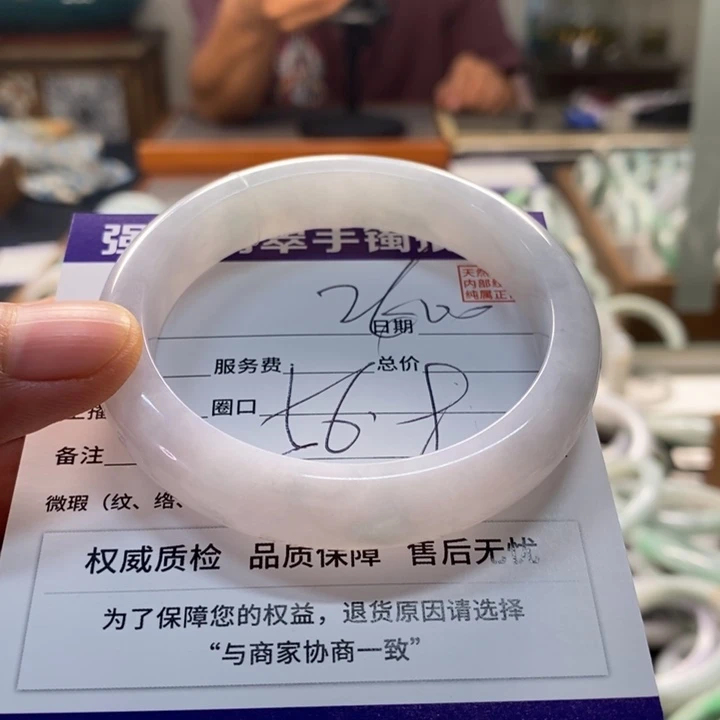 强 翠手镯
天然
内部
纯属正
日期
服务费 总价
圈口 56.8
备注
微瑕（纹、络、
权威质检 品质保障 售后无忧
为了保障您的权益，退货原因请选择
“与商家协商一致”